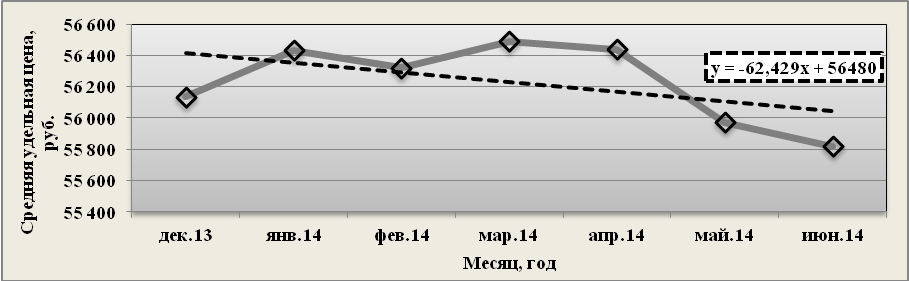 Средняя удельная цена,
руб.
56 600
56 400
56 200
56 000
55 800
55 600
55 400
y = -62,429x + 56480
дек.13 янв.14 фев.14 мар.14 апр.14 май.14 июн.14
Месяц, год